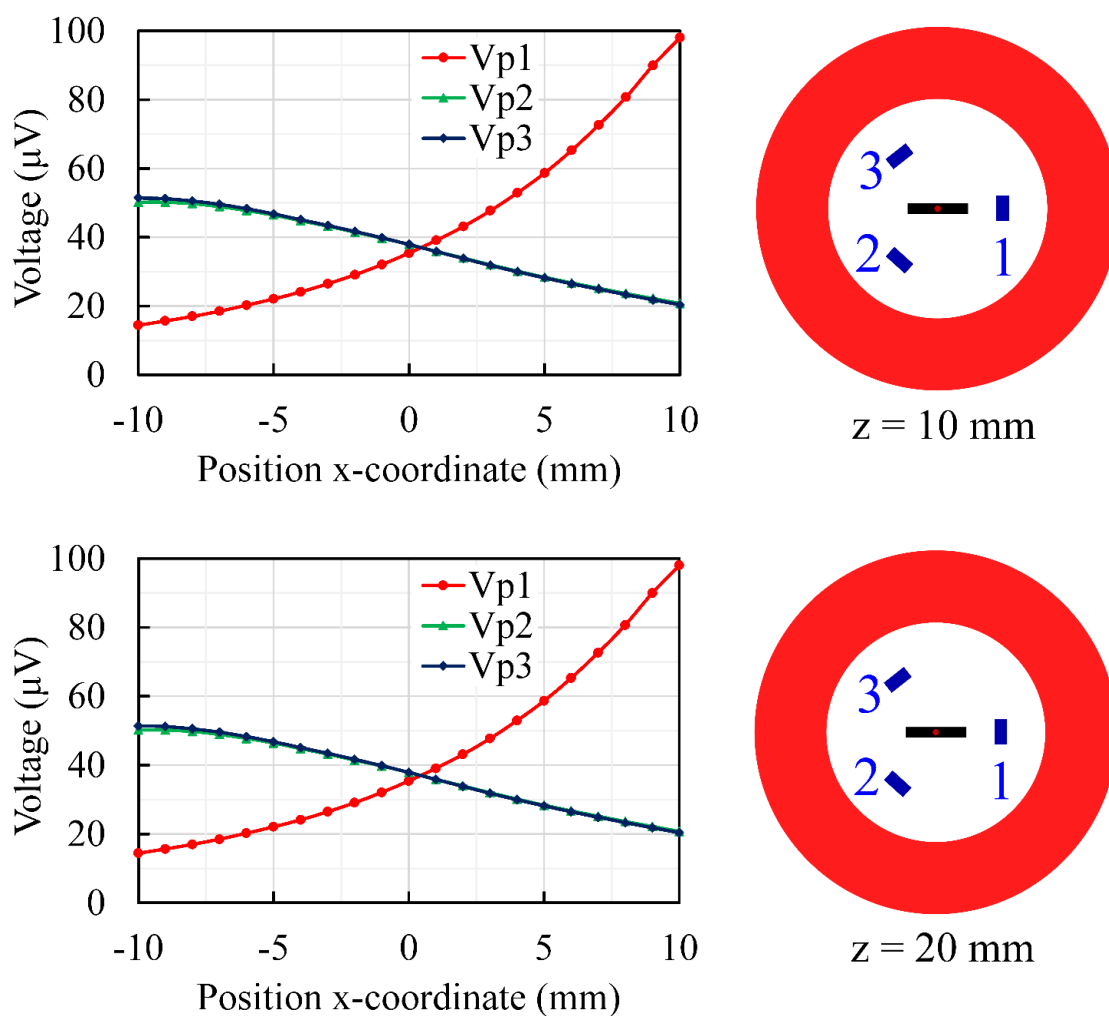 100
80
60
40
20
0
Voltage (µV)
Vp1
Vp2
Vp3
-10 -5 0 5 10
Position x-coordinate (mm)
3
2
1
z = 10 mm
100
80
60
40
20
0
Voltage (µV)
Vp1
Vp2
Vp3
-10 -5 0 5 10
Position x-coordinate (mm)
3
2
1
z = 20 mm